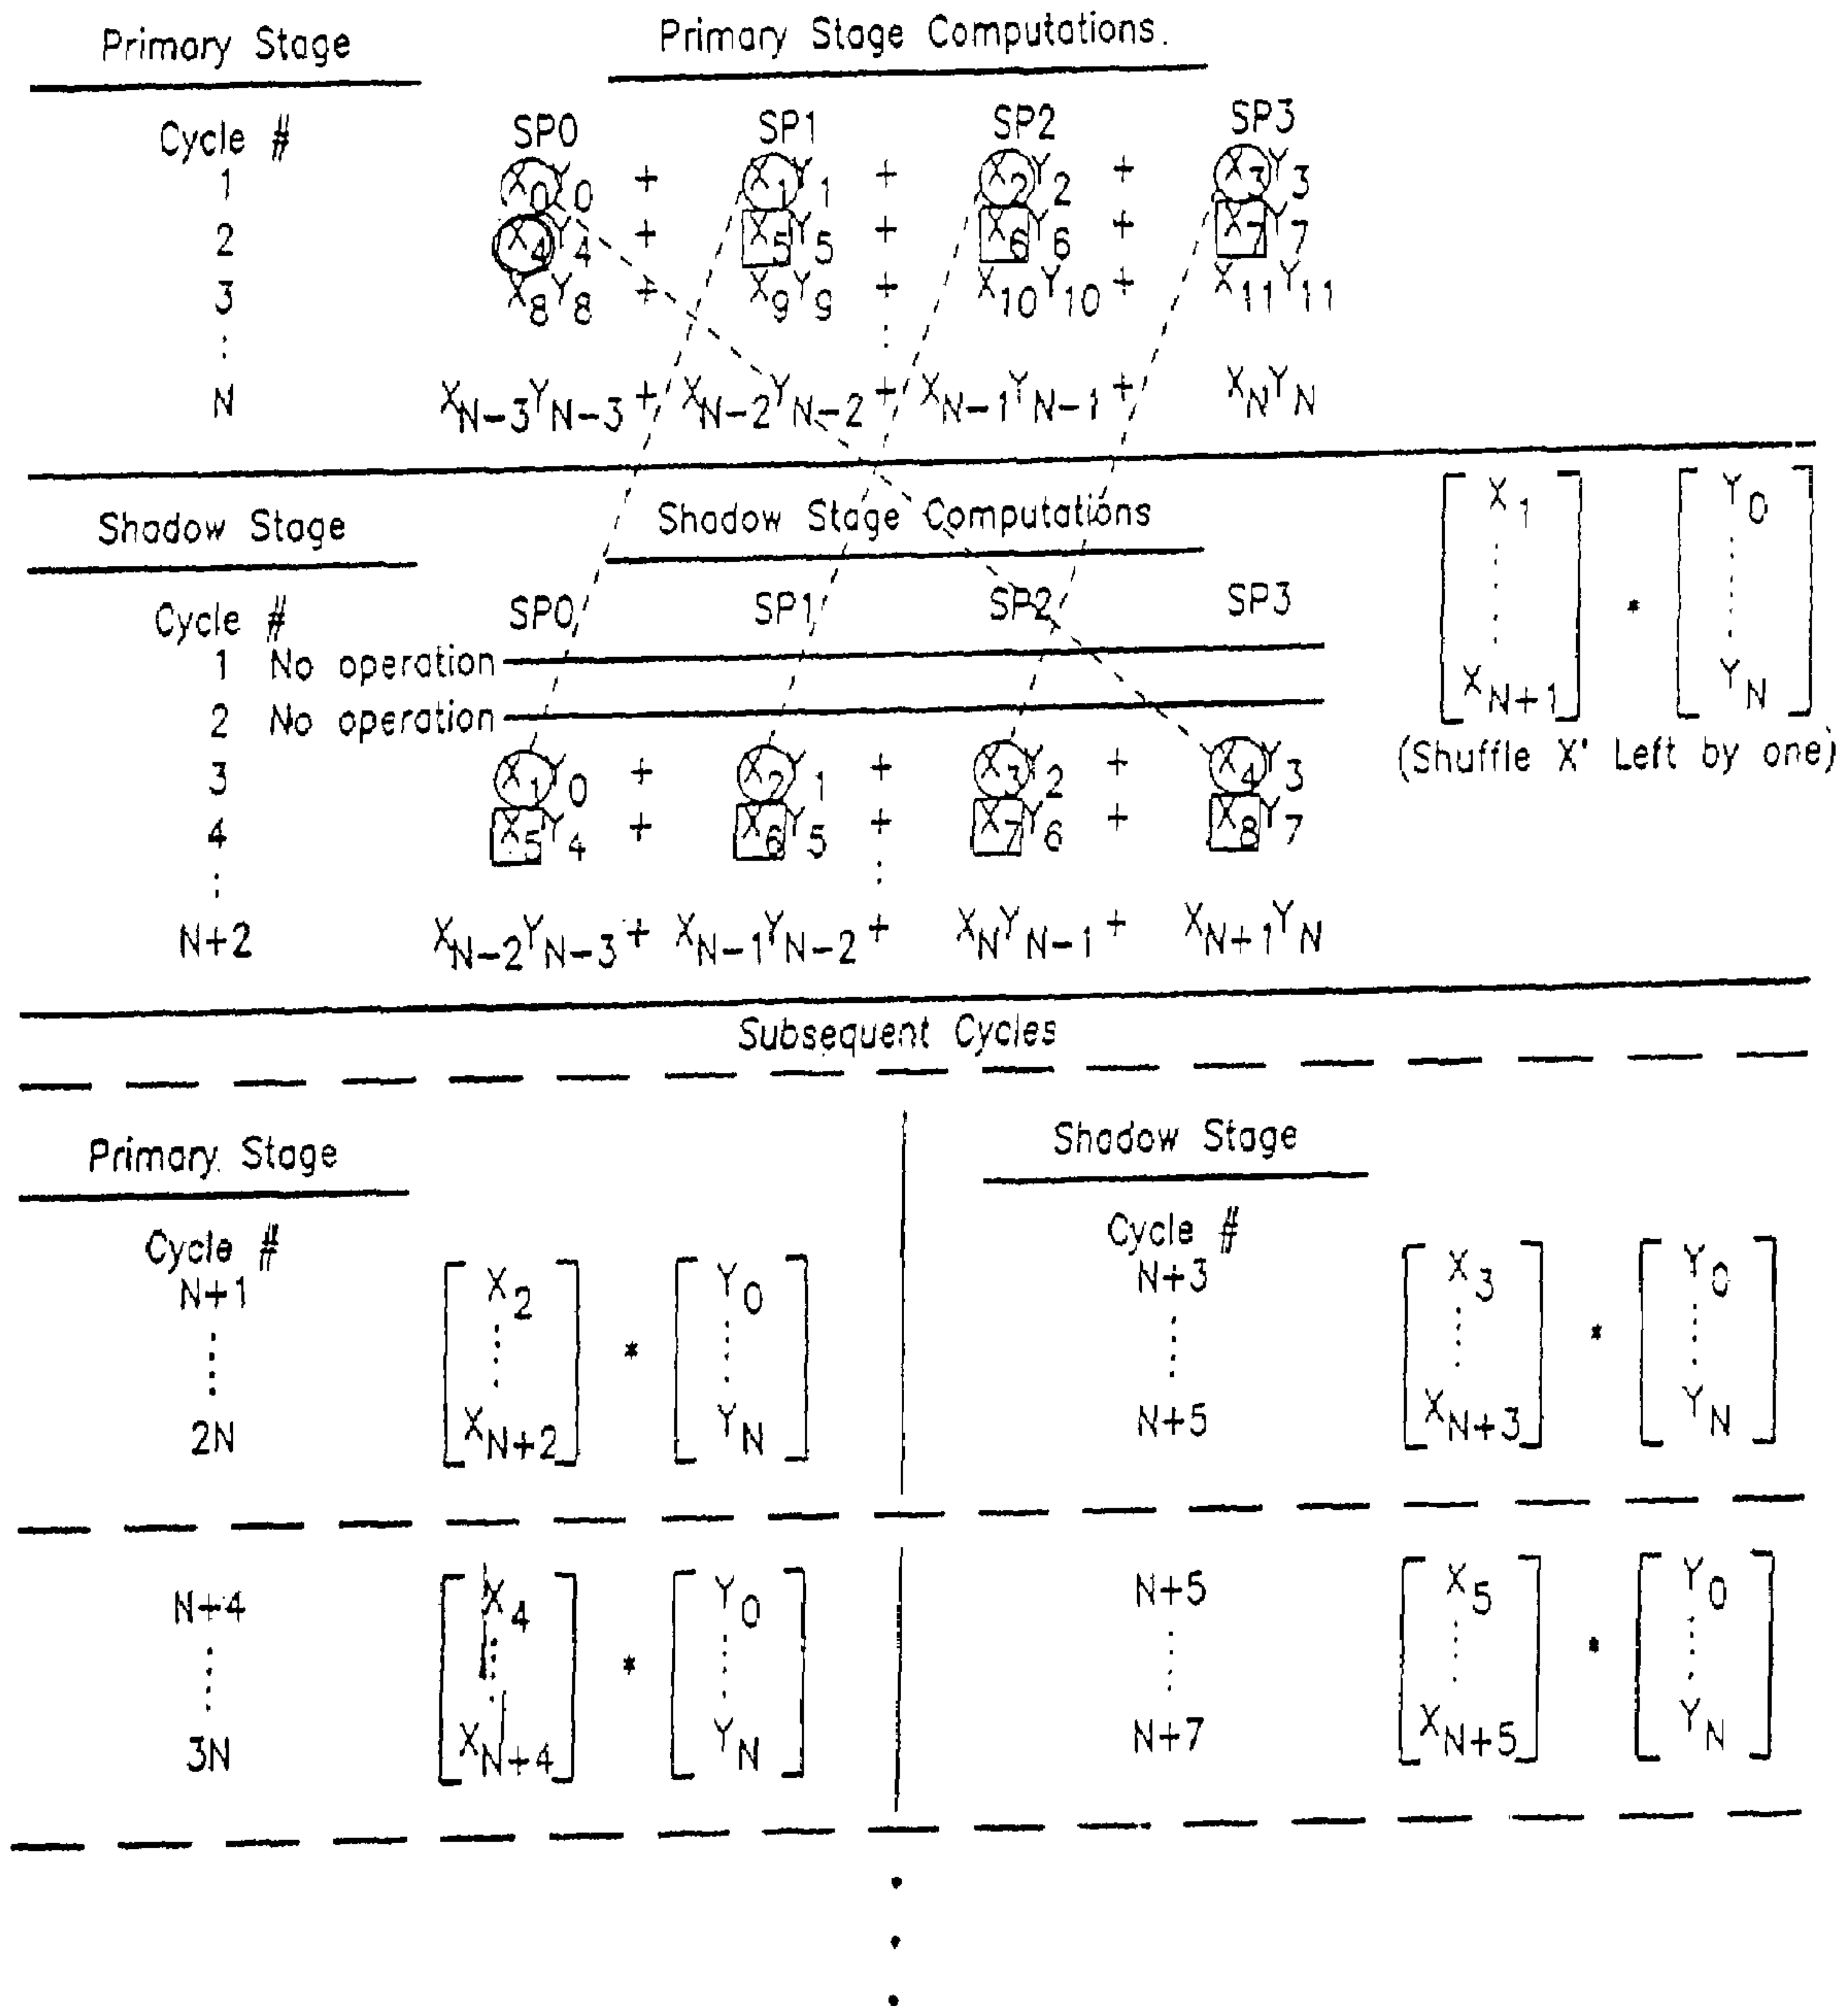 Primary Stage
Primary Stage Computations.
Cycle # SP0 SP1 SP2 SP3
1 X0Y0 + X1Y1 + X2Y2 + X3Y3
2 X4Y4 + X5Y5 + X6Y6 + X7Y7
3 X8Y8 + X9Y9 + X10Y10 + X11Y11
N XN-3YN-3 + XN-2YN-2 + XN-1YN-1 + XNYN
Shadow Stage
Shadow Stage Computations
Cycle # SP0 SP1 SP2 SP3
1 No operation
2 No operation
3 X1Y0 + X2Y1 + X3Y2 + X4Y3
4 X5Y4 + X6Y5 + X7Y6 + X8Y7
N+2 XN-2YN-3 + XN-1YN-2 + XNYN-1 + XN+1YN
X1 Y0
*
XN+1 YN
(Shuffle X' Left by one)
Subsequent Cycles
Primary Stage
Cycle #
N+1 X2 Y0
*
2N XN+2 YN
Shadow Stage
Cycle #
N+3 X3 Y0
*
N+5 XN+3 YN
N+4 X4 Y0
*
3N XN+4 YN
N+5 X5 Y0
*
N+7 XN+5 YN